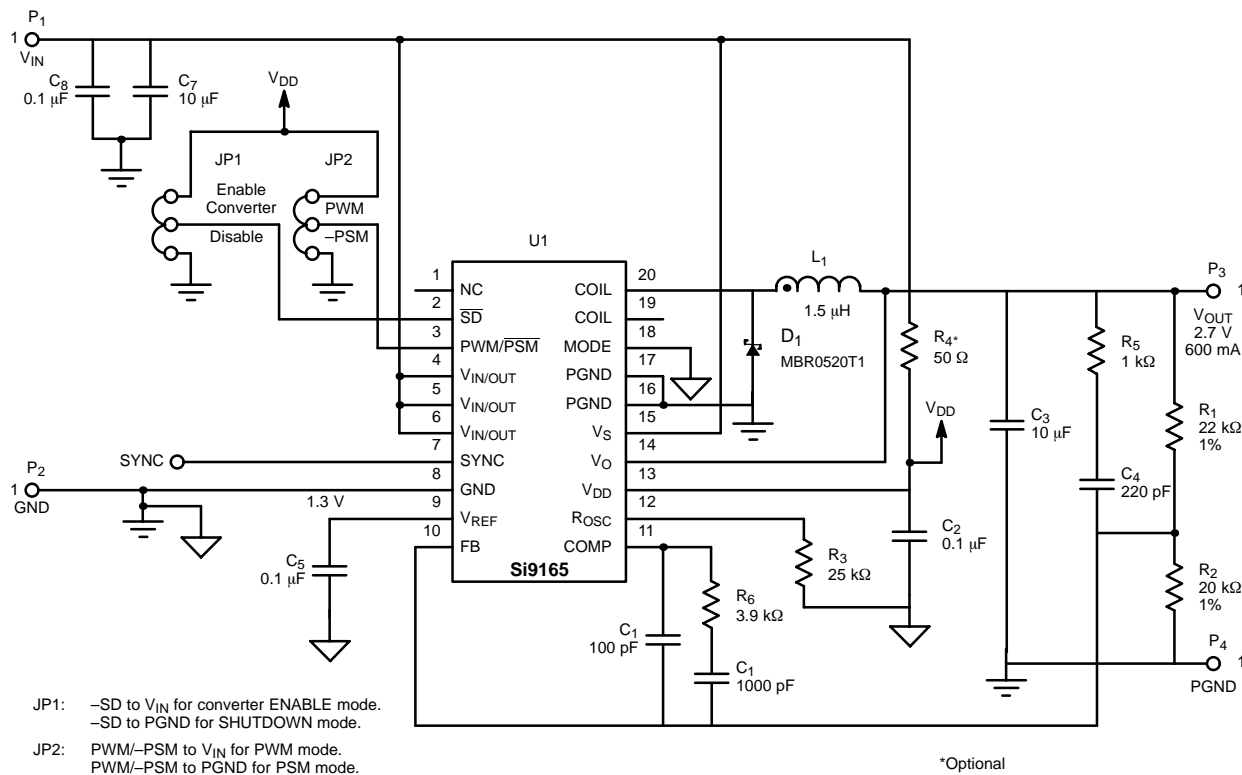 P1
1
VIN
C8
0.1 µF
C7
10 µF
VDD
JP1
JP2
Enable
Converter
Disable
PWM
–PSM
U1
1
NC
2
SD
3
PWM/PSM
4
VIN/OUT
5
VIN/OUT
6
VIN/OUT
7
SYNC
8
GND
9
VREF
10
FB
20
COIL
19
COIL
18
MODE
17
PGND
16
PGND
15
VS
14
VO
13
VDD
12
ROSC
11
COMP
Si9165
SYNC
P2
1
GND
1.3 V
C5
0.1 µF
L1
1.5 µH
D1
MBR0520T1
R4*
50 Ω
VDD
C2
0.1 µF
R3
25 kΩ
R6
3.9 kΩ
C1
100 pF
C1
1000 pF
C3
10 µF
R5
1 kΩ
C4
220 pF
P3
1
VOUT
2.7 V
600 mA
R1
22 kΩ
1%
R2
20 kΩ
1%
P4
1
PGND
JP1: –SD to VIN for converter ENABLE mode.
–SD to PGND for SHUTDOWN mode.
JP2: PWM/–PSM to VIN for PWM mode.
PWM/–PSM to PGND for PSM mode.
*Optional